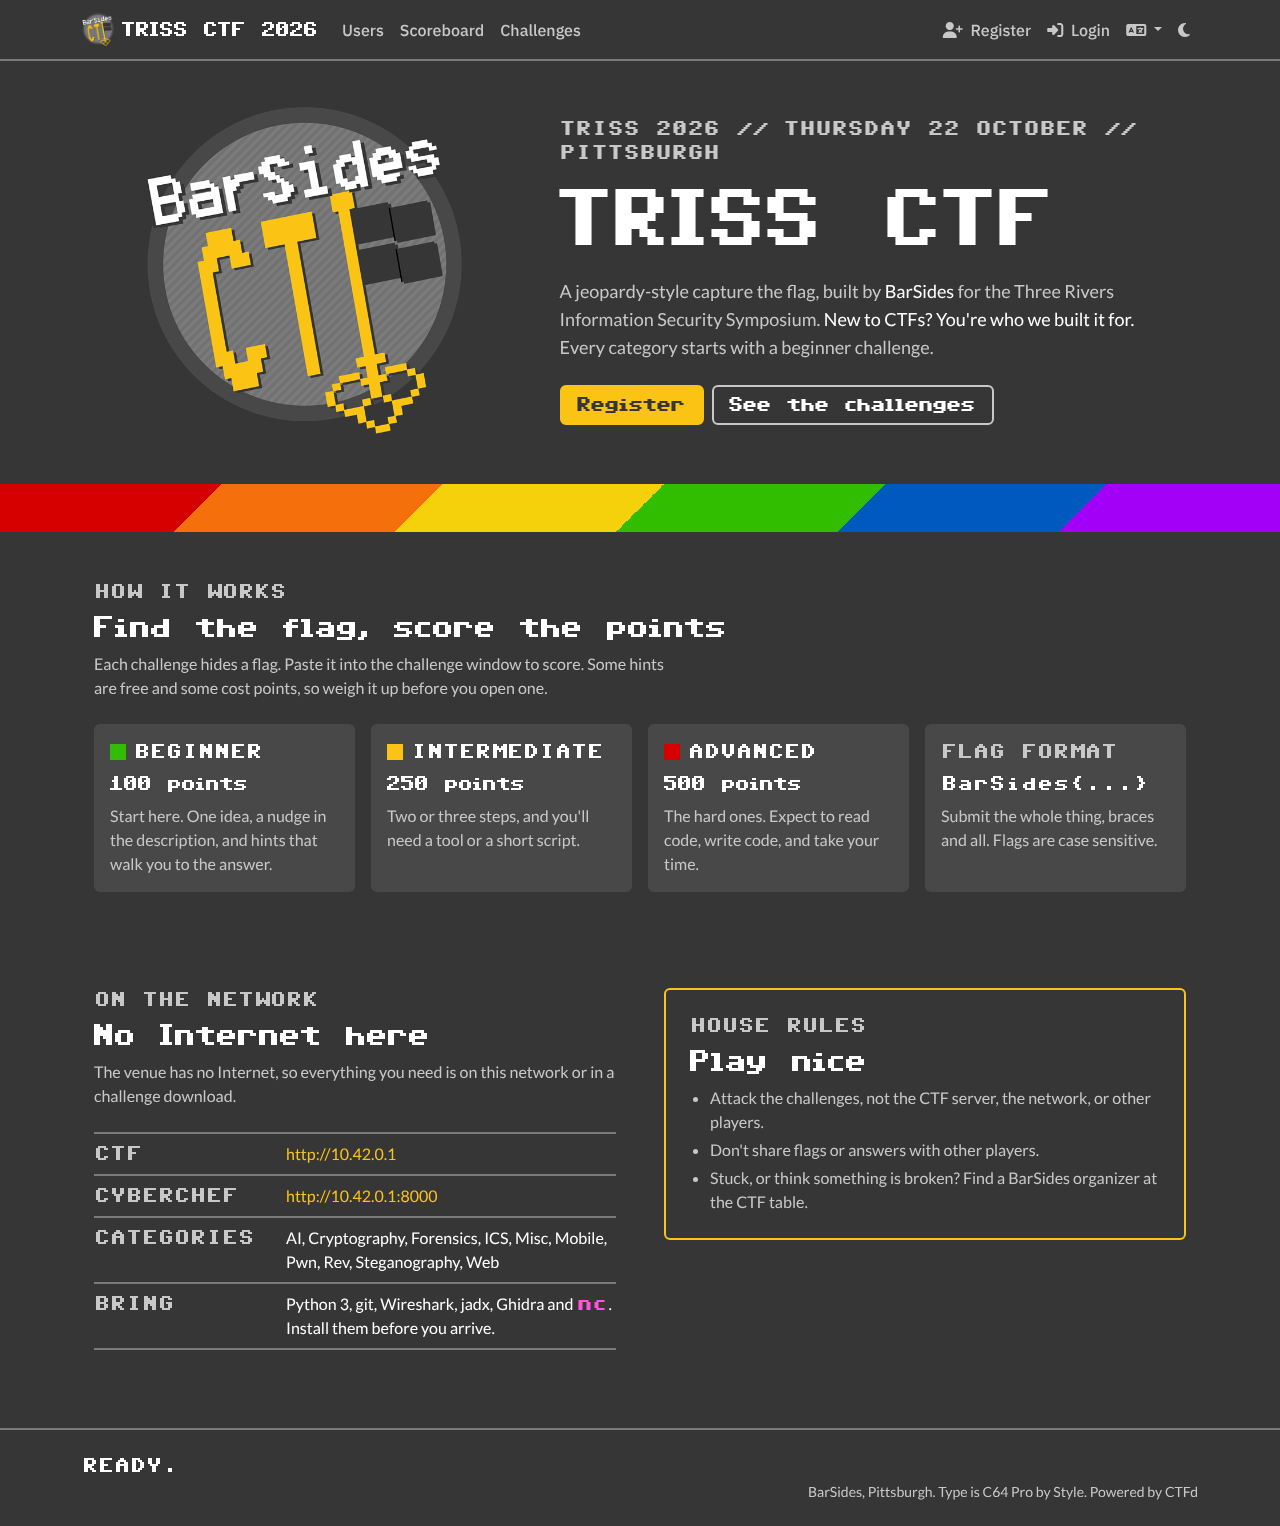 BarSides CTF TRISS CTF 2026 Users Scoreboard Challenges Register Login
BarSides
CTF
TRISS 2026 // THURSDAY 22 OCTOBER //
PITTSBURGH
TRISS CTF
A jeopardy-style capture the flag, built by BarSides for the Three Rivers
Information Security Symposium. New to CTFs? You're who we built it for.
Every category starts with a beginner challenge.
Register See the challenges
HOW IT WORKS
Find the flag, score the points
Each challenge hides a flag. Paste it into the challenge window to score. Some hints
are free and some cost points, so weigh it up before you open one.
BEGINNER
100 points
Start here. One idea, a nudge in
the description, and hints that
walk you to the answer.
INTERMEDIATE
250 points
Two or three steps, and you'll
need a tool or a short script.
ADVANCED
500 points
The hard ones. Expect to read
code, write code, and take your
time.
FLAG FORMAT
BarSides{...}
Submit the whole thing, braces
and all. Flags are case sensitive.
ON THE NETWORK
No Internet here
The venue has no Internet, so everything you need is on this network or in a
challenge download.
CTF http://10.42.0.1
CYBERCHEF http://10.42.0.1:8000
CATEGORIES AI, Cryptography, Forensics, ICS, Misc, Mobile,
Pwn, Rev, Steganography, Web
BRING Python 3, git, Wireshark, jadx, Ghidra and nc.
Install them before you arrive.
HOUSE RULES
Play nice
• Attack the challenges, not the CTF server, the network, or other
players.
• Don't share flags or answers with other players.
• Stuck, or think something is broken? Find a BarSides organizer at
the CTF table.
READY.
BarSides, Pittsburgh. Type is C64 Pro by Style. Powered by CTFd